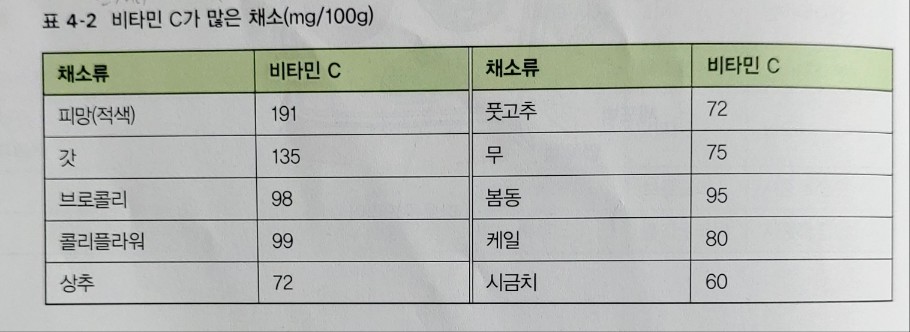 표 4-2 비타민 C가 많은 채소(mg/100g)
채소류 비타민 C 채소류 비타민 C
피망(적색) 191 풋고추 72
갓 135 무 75
브로콜리 98 봄동 95
콜리플라워 99 케일 80
상추 72 시금치 60